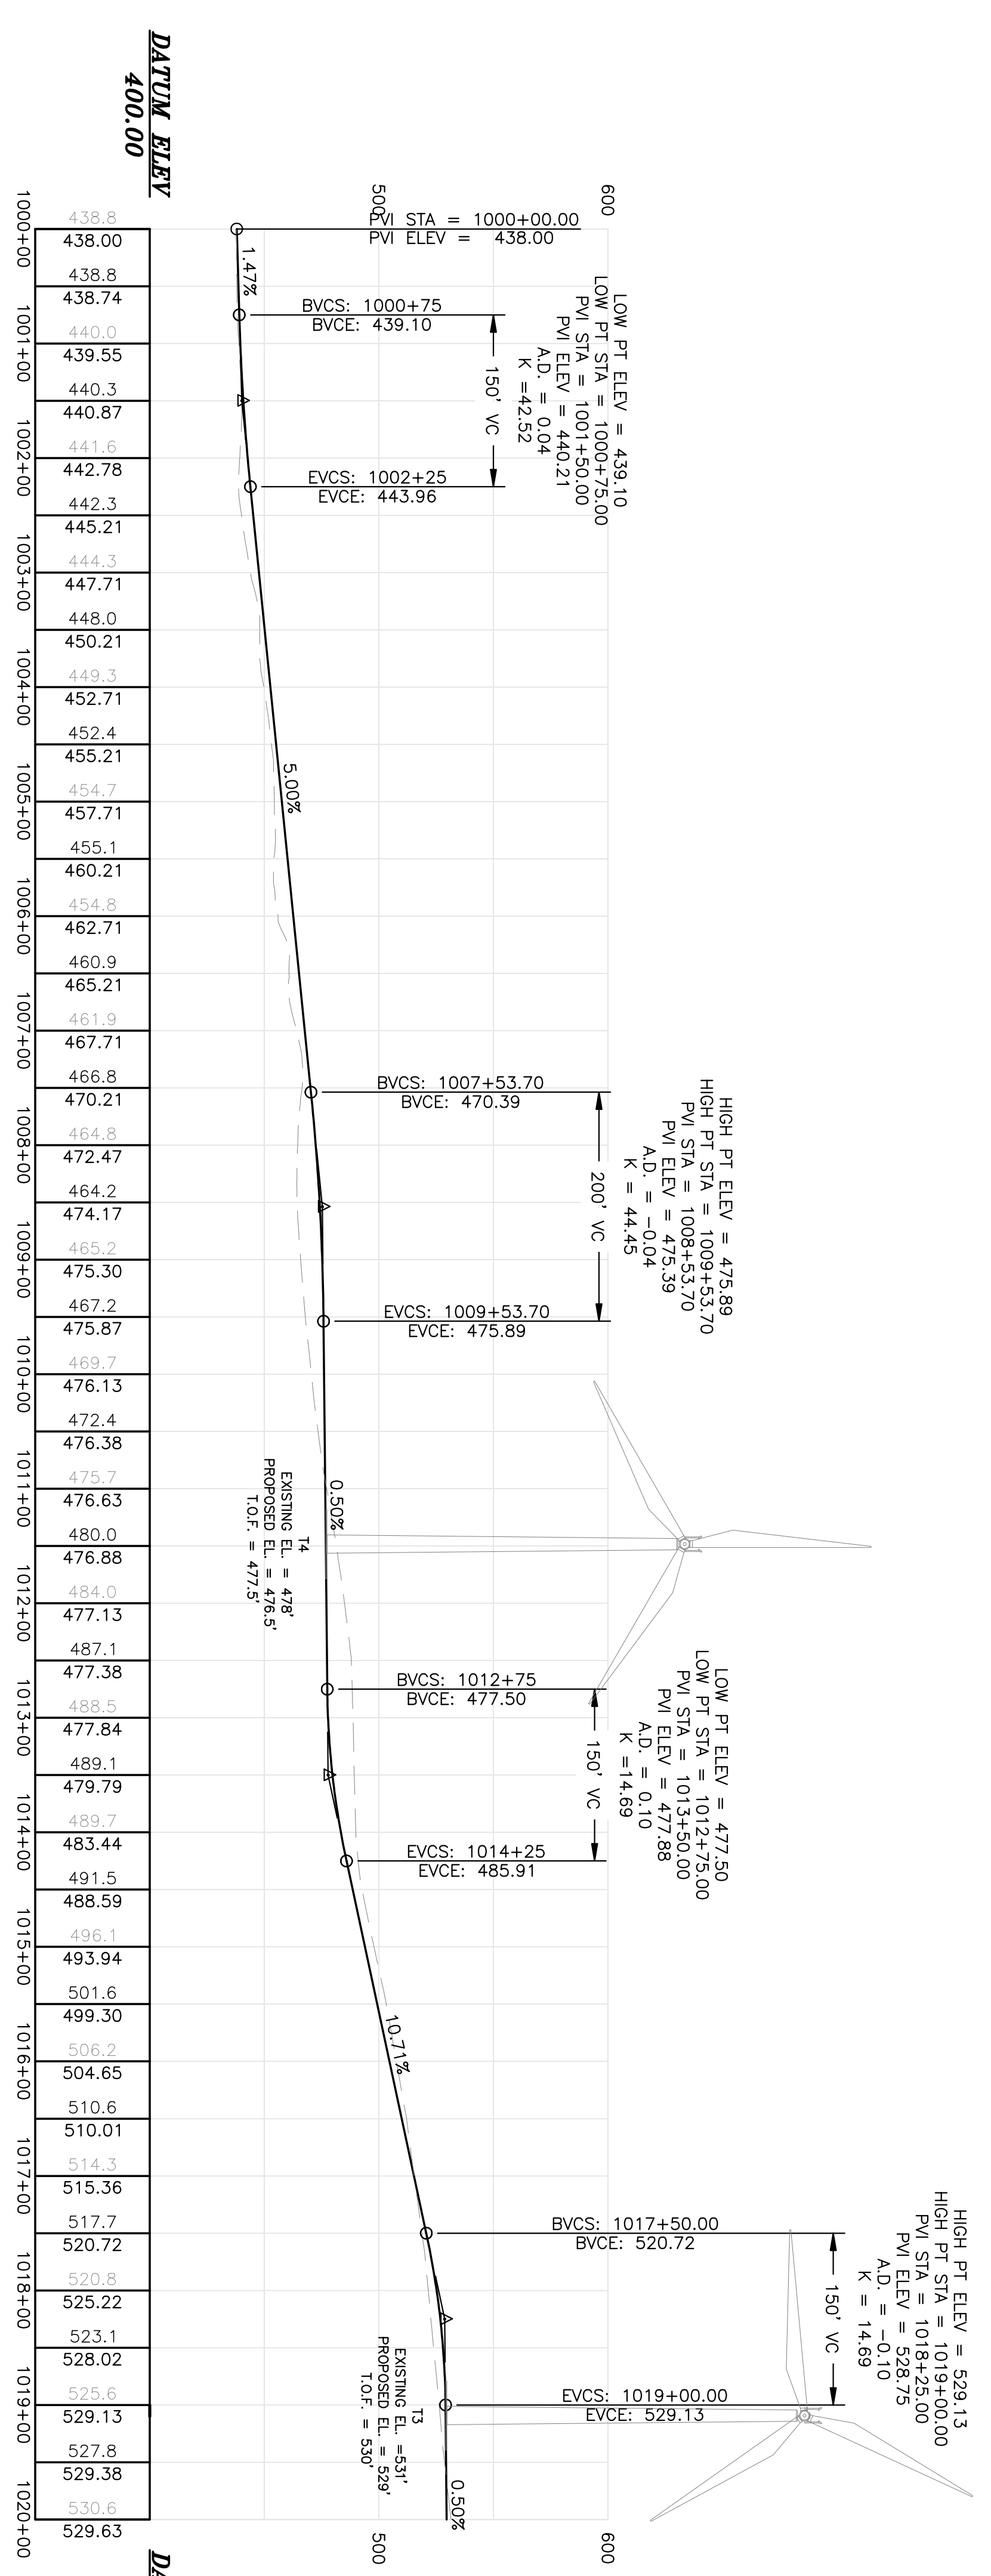 DATUM ELEV
400.00
500
600
PVI STA = 1000+00.00
PVI ELEV = 438.00
1.47%
BVCS: 1000+75
BVCE: 439.10
LOW PT ELEV = 439.10
LOW PT STA = 1000+75.00
PVI STA = 1001+50.00
PVI ELEV = 440.21
A.D. = 0.04
K =42.52
150' VC
EVCS: 1002+25
EVCE: 443.96
5.00%
BVCS: 1007+53.70
BVCE: 470.39
HIGH PT ELEV = 475.89
HIGH PT STA = 1009+53.70
PVI STA = 1008+53.70
PVI ELEV = 475.39
A.D. = -0.04
K = 44.45
200' VC
EVCS: 1009+53.70
EVCE: 475.89
0.50%
T4
EXISTING EL. = 478'
PROPOSED EL. = 476.5'
T.O.F. = 477.5'
BVCS: 1012+75
BVCE: 477.50
LOW PT ELEV = 477.50
LOW PT STA = 1012+75.00
PVI STA = 1013+50.00
PVI ELEV = 477.88
A.D. = 0.10
K =14.69
150' VC
EVCS: 1014+25
EVCE: 485.91
10.71%
BVCS: 1017+50.00
BVCE: 520.72
HIGH PT ELEV = 529.13
HIGH PT STA = 1019+00.00
PVI STA = 1018+25.00
PVI ELEV = 528.75
A.D. = -0.10
K = 14.69
150' VC
EVCS: 1019+00.00
EVCE: 529.13
T3
EXISTING EL. =531'
PROPOSED EL. = 529'
T.O.F. = 530'
0.50%
500
600
438.8
438.00
1000+00
438.8
438.74
440.0
439.55
1001+00
440.3
440.87
441.6
442.78
1002+00
442.3
445.21
444.3
447.71
1003+00
448.0
450.21
449.3
452.71
1004+00
452.4
455.21
454.7
457.71
1005+00
455.1
460.21
454.8
462.71
1006+00
460.9
465.21
461.9
467.71
1007+00
466.8
470.21
464.8
472.47
1008+00
464.2
474.17
465.2
475.30
1009+00
467.2
475.87
469.7
476.13
1010+00
472.4
476.38
475.7
476.63
1011+00
480.0
476.88
484.0
477.13
1012+00
487.1
477.38
488.5
477.84
1013+00
489.1
479.79
489.7
483.44
1014+00
491.5
488.59
496.1
493.94
1015+00
501.6
499.30
506.2
504.65
1016+00
510.6
510.01
514.3
515.36
1017+00
517.7
520.72
520.8
525.22
1018+00
523.1
528.02
525.6
529.13
1019+00
527.8
529.38
530.6
529.63
1020+00